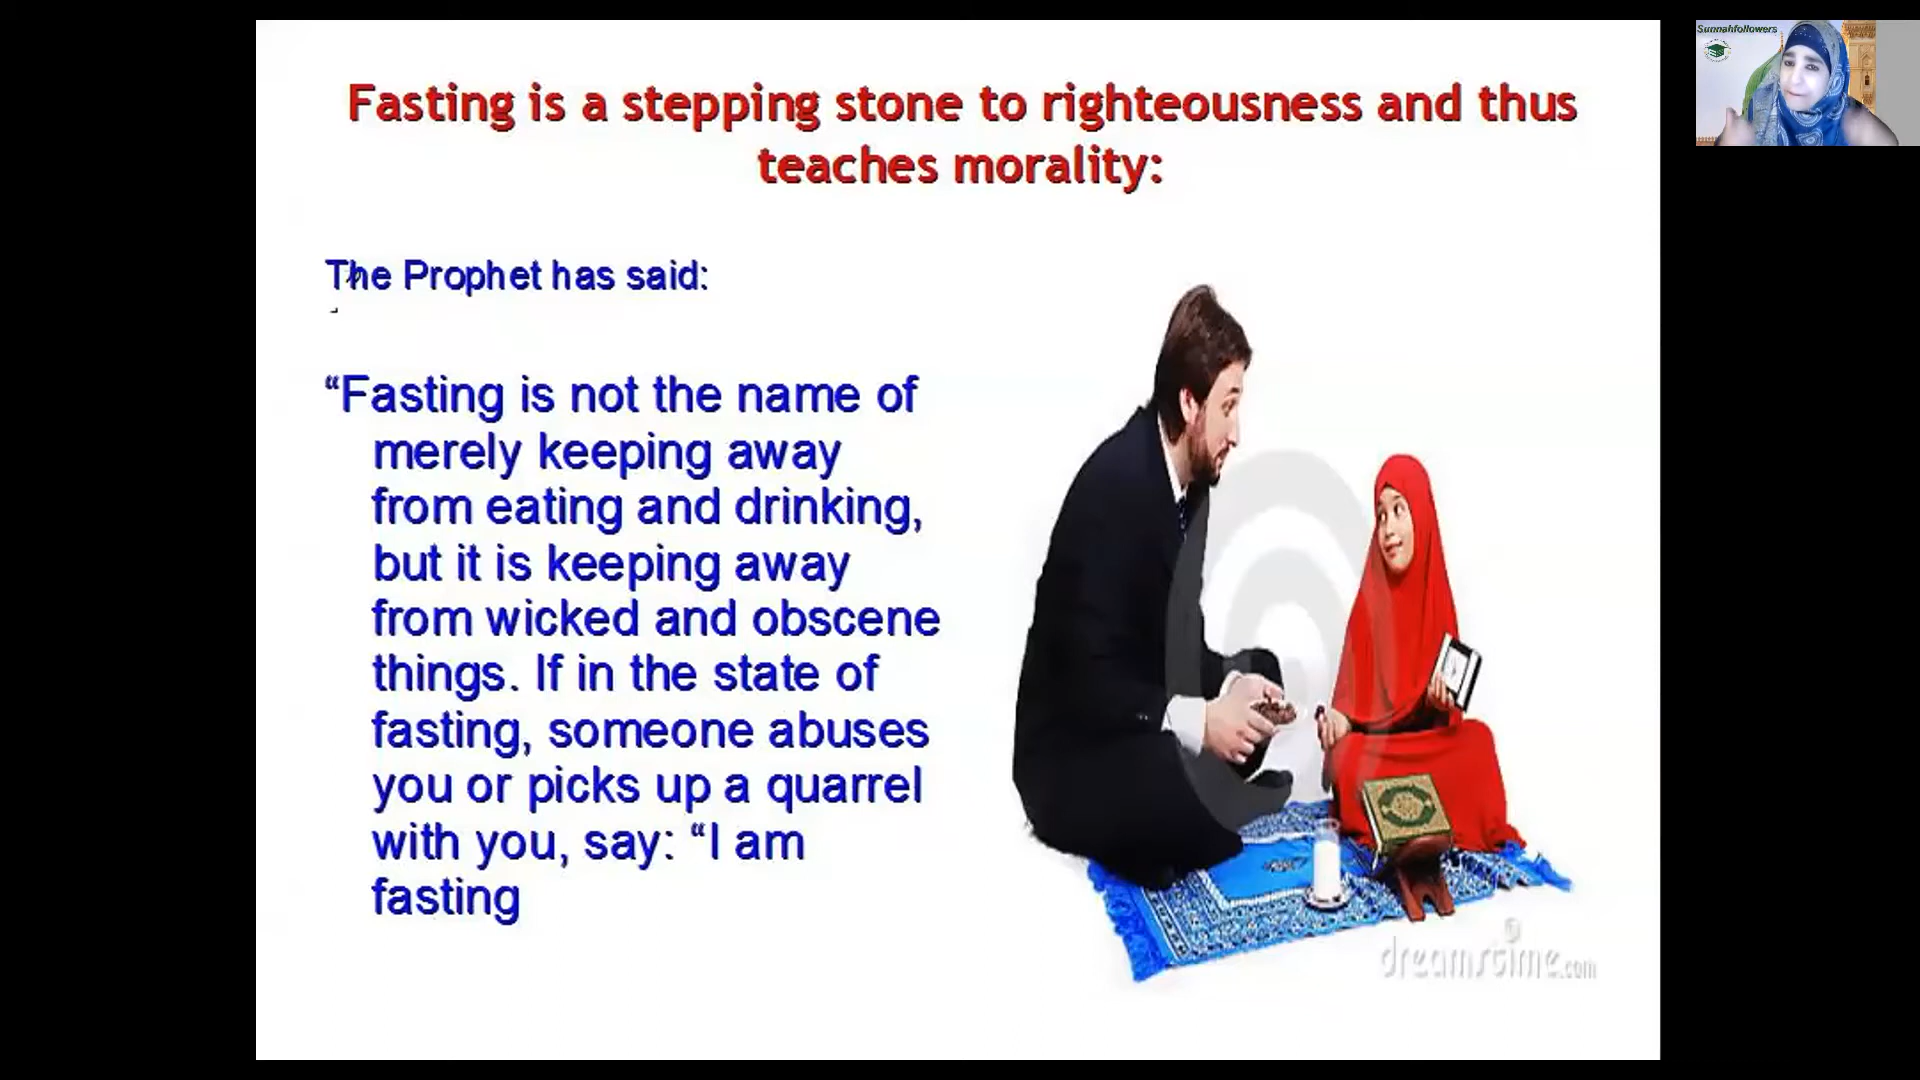 Fasting is a stepping stone to righteousness and thus
teaches morality:
Sunnahfollowers
The Prophet has said:
“Fasting is not the name of
merely keeping away
from eating and drinking,
but it is keeping away
from wicked and obscene
things. If in the state of
fasting, someone abuses
you or picks up a quarrel
with you, say: “I am
fasting
dreamstime.com